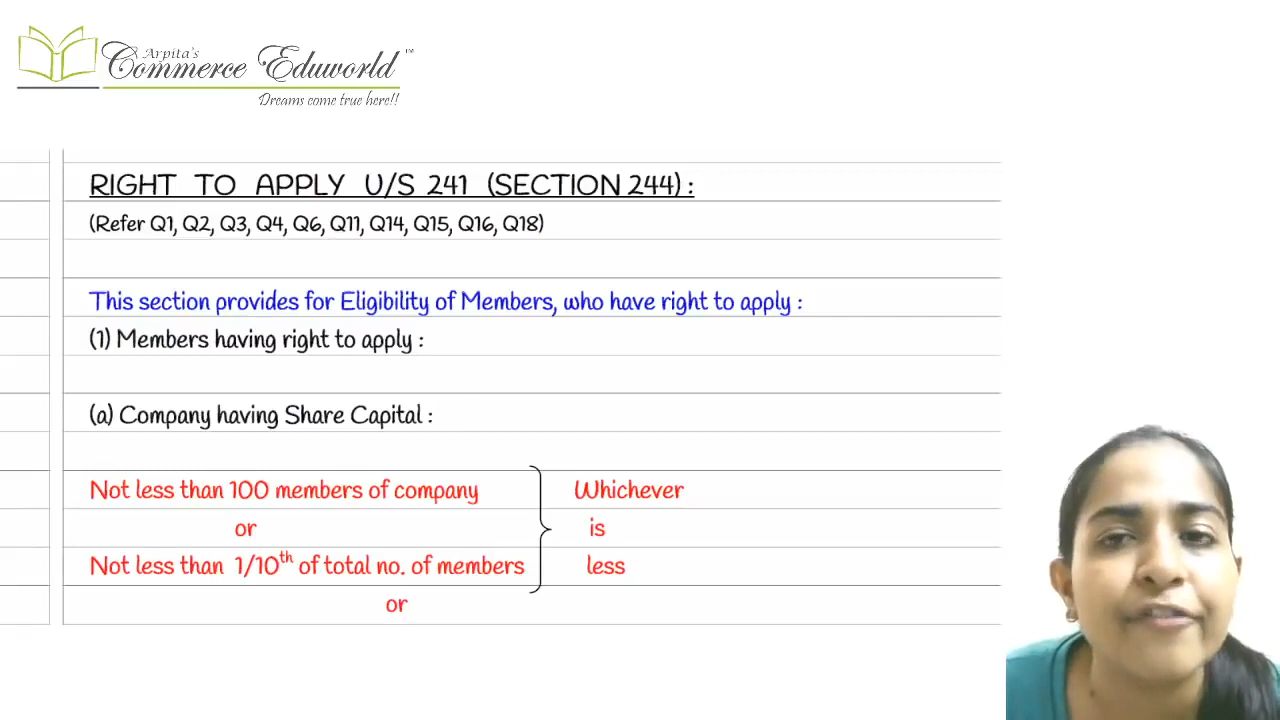 Arpita's
Commerce Eduworld™
Dreams come true here!!
RIGHT TO APPLY U/S 241 (SECTION 244) :
(Refer Q1, Q2, Q3, Q4, Q6, Q11, Q14, Q15, Q16, Q18)
This section provides for Eligibility of Members, who have right to apply :
(1) Members having right to apply :
(a) Company having Share Capital :
Not less than 100 members of company
or
Not less than 1/10th of total no. of members
Whichever
is
less
or